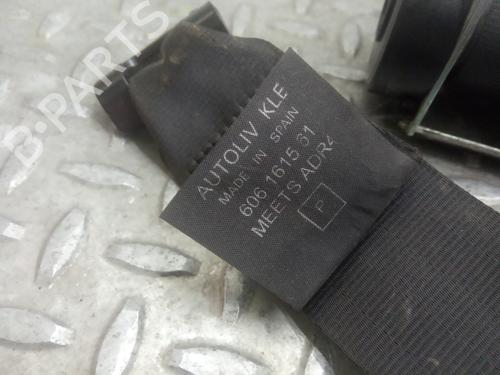 B-PARTS
AUTOLIV KLE
MADE IN SPAIN
606 1615 81
MEETS ADR4
P